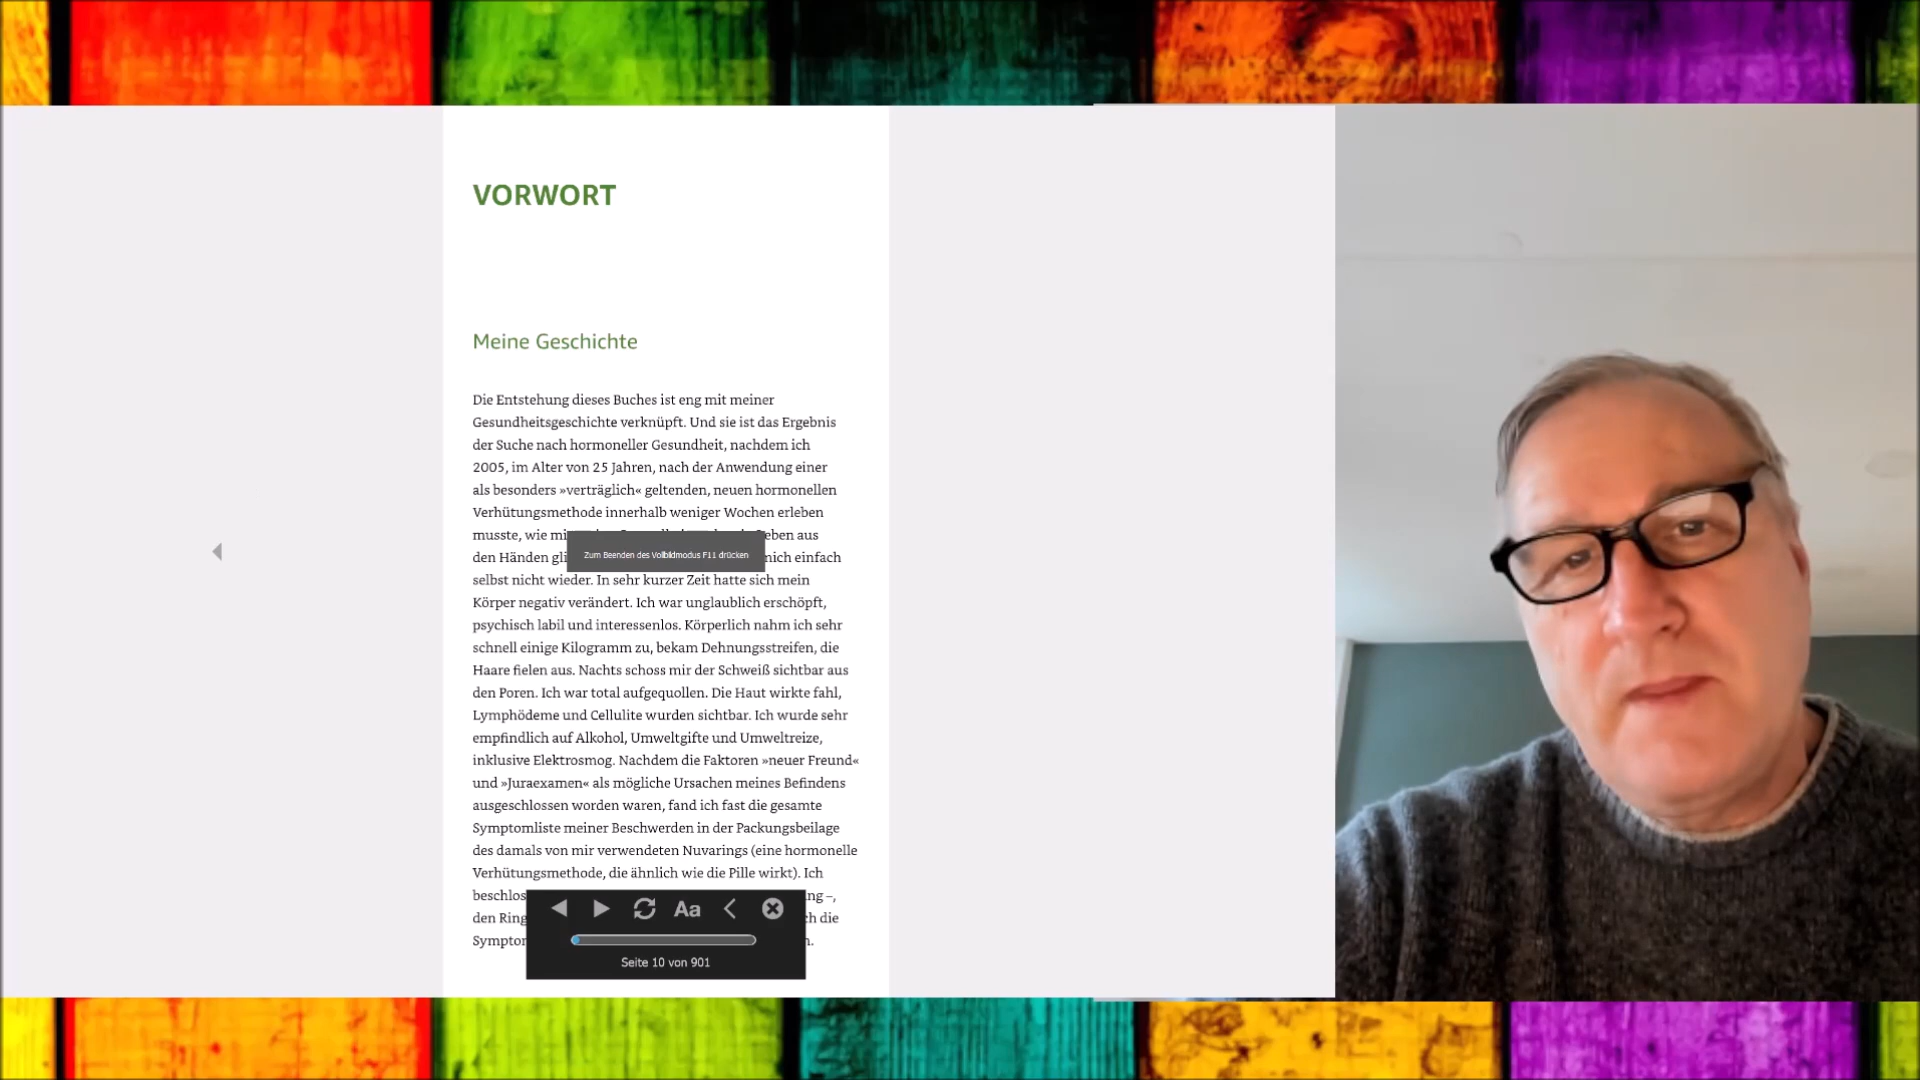 VORWORT
Meine Geschichte
Die Entstehung dieses Buches ist eng mit meiner
Gesundheitsgeschichte verknüpft. Und sie ist das Ergebnis
der Suche nach hormoneller Gesundheit, nachdem ich
2005, im Alter von 25 Jahren, nach der Anwendung einer
als besonders »verträglich« geltenden, neuen hormonellen
Verhütungsmethode innerhalb weniger Wochen erleben
musste, wie aus
den Händen mich einfach
Zum Beenden des Vollbildmodus F11 drücken
selbst nicht wieder. In sehr kurzer Zeit hatte sich mein
Körper negativ verändert. Ich war unglaublich erschöpft,
psychisch labil und interessenlos. Körperlich nahm ich sehr
schnell einige Kilogramm zu, bekam Dehnungsstreifen, die
Haare fielen aus. Nachts schoss mir der Schweiß sichtbar aus
den Poren. Ich war total aufgequollen. Die Haut wirkte fahl,
Lymphödeme und Cellulite wurden sichtbar. Ich wurde sehr
empfindlich auf Alkohol, Umweltgifte und Umweltreize,
inklusive Elektrosmog. Nachdem die Faktoren »neuer Freund«
und »Juraexamen« als mögliche Ursachen meines Befindens
ausgeschlossen worden waren, fand ich fast die gesamte
Symptomliste meiner Beschwerden in der Packungsbeilage
des damals von mir verwendeten Nuvarings (eine hormonelle
Verhütungsmethode, die ähnlich wie die Pille wirkt). Ich
den Ring die
Aa
Seite 10 von 901